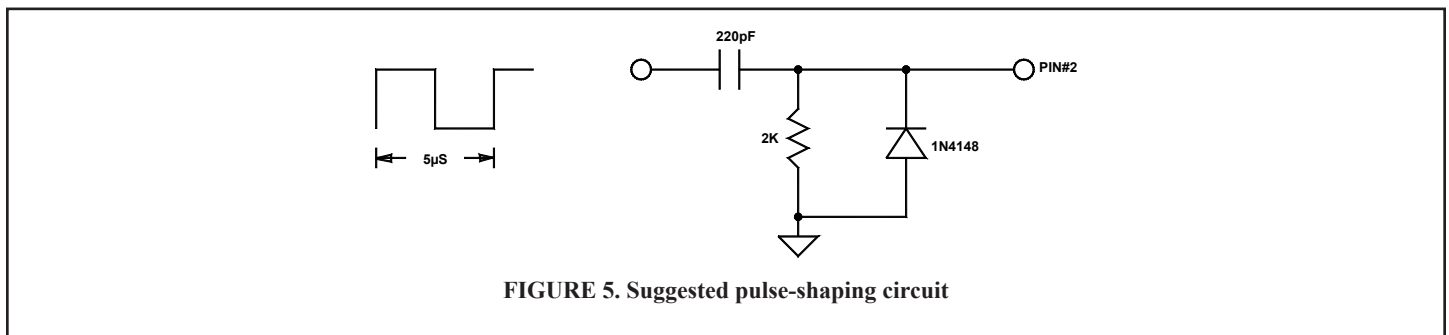 220pF
PIN#2
2K
1N4148
5µS
FIGURE 5. Suggested pulse-shaping circuit